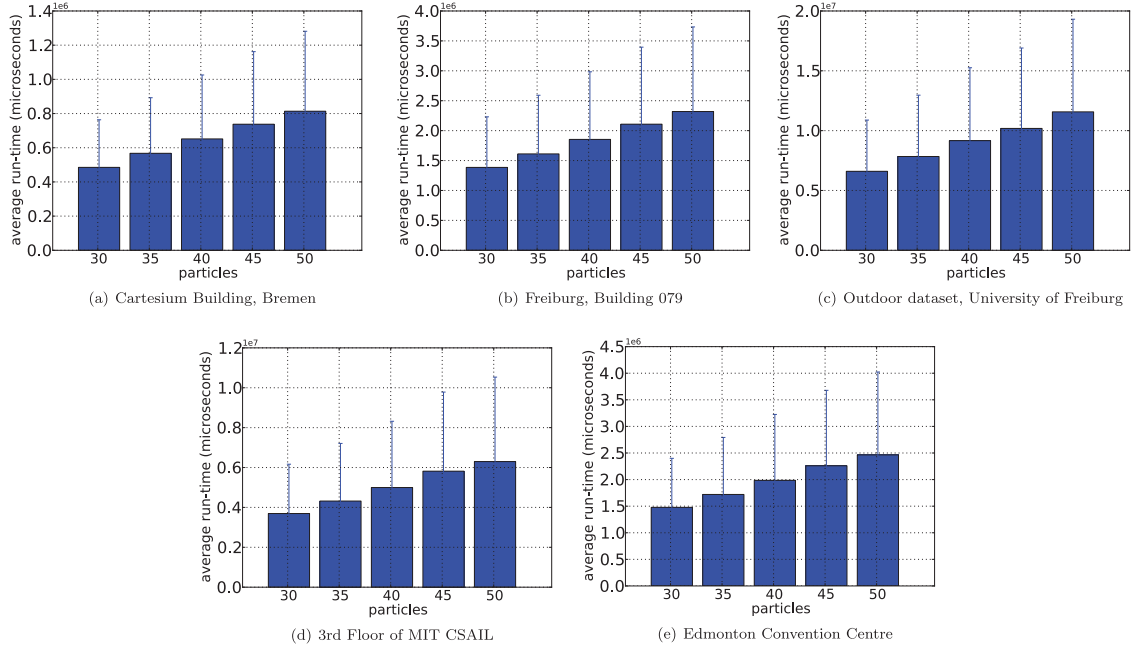 1e6
1.4
1.2
1.0
0.8
0.6
0.4
0.2
0.0
average run-time (microseconds)
30 35 40 45 50
particles
(a) Cartesium Building, Bremen
1e6
4.0
3.5
3.0
2.5
2.0
1.5
1.0
0.5
0.0
average run-time (microseconds)
30 35 40 45 50
particles
(b) Freiburg, Building 079
1e7
2.0
1.5
1.0
0.5
0.0
average run-time (microseconds)
30 35 40 45 50
particles
(c) Outdoor dataset, University of Freiburg
1e7
1.2
1.0
0.8
0.6
0.4
0.2
0.0
average run-time (microseconds)
30 35 40 45 50
particles
(d) 3rd Floor of MIT CSAIL
1e6
4.5
4.0
3.5
3.0
2.5
2.0
1.5
1.0
0.5
0.0
average run-time (microseconds)
30 35 40 45 50
particles
(e) Edmonton Convention Centre